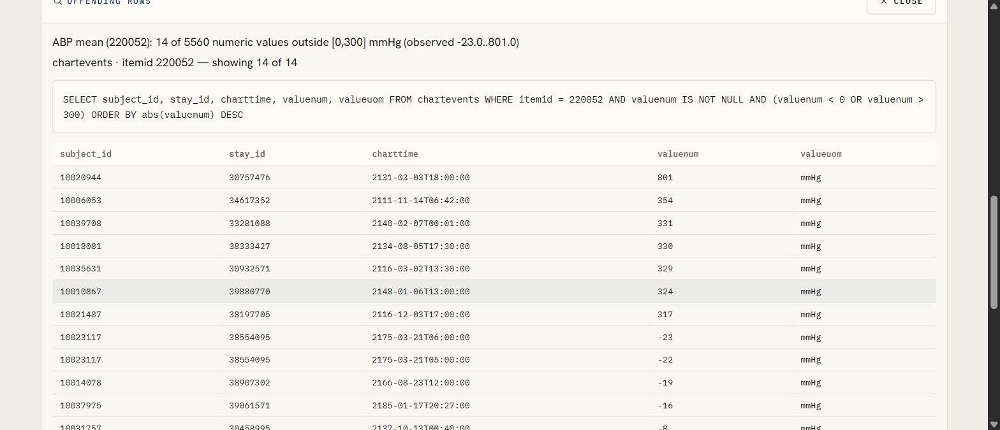 OFFENDING ROWS
× CLOSE
ABP mean (220052): 14 of 5560 numeric values outside [0,300] mmHg (observed -23.0..801.0)
chartevents · itemid 220052 — showing 14 of 14
SELECT subject_id, stay_id, charttime, valuenum, valueuom FROM chartevents WHERE itemid = 220052 AND valuenum IS NOT NULL AND (valuenum < 0 OR valuenum >
300) ORDER BY abs(valuenum) DESC
subject_id stay_id charttime valuenum valueuom
10020944 30757476 2131-03-03T18:00:00 801 mmHg
10006053 34617352 2111-11-14T06:42:00 354 mmHg
10039708 33281088 2140-02-07T00:01:00 331 mmHg
10018081 38333427 2134-08-05T17:30:00 330 mmHg
10035631 30932571 2116-03-02T13:30:00 329 mmHg
10010867 39880770 2148-01-06T13:00:00 324 mmHg
10021487 38197705 2116-12-03T17:00:00 317 mmHg
10023117 38554095 2175-03-21T06:00:00 -23 mmHg
10023117 38554095 2175-03-21T05:00:00 -22 mmHg
10014078 38907302 2166-08-23T12:00:00 -19 mmHg
10037975 39061571 2185-01-17T20:27:00 -16 mmHg
10031757 30458995 2137-10-13T00:40:00 -8 mmHg